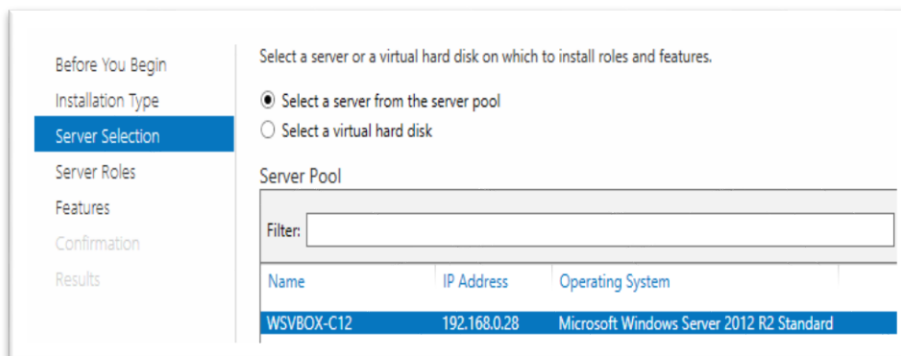 Before You Begin
Installation Type
Server Selection
Server Roles
Features
Confirmation
Results
Select a server or a virtual hard disk on which to install roles and features.
Select a server from the server pool
Select a virtual hard disk
Server Pool
Filter:
Name IP Address Operating System
WSVBOX-C12 192.168.0.28 Microsoft Windows Server 2012 R2 Standard